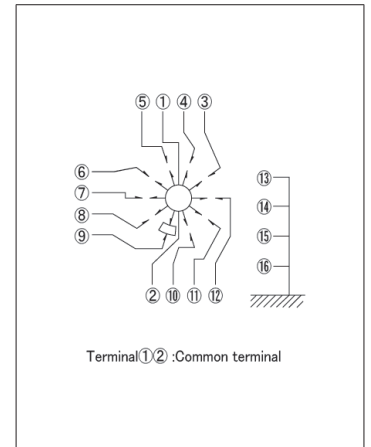 ⑤ ① ④ ③
⑥
⑦
⑧
⑨
② ⑩ ⑪ ⑫
⑬
⑭
⑮
⑯
Terminal①② :Common terminal